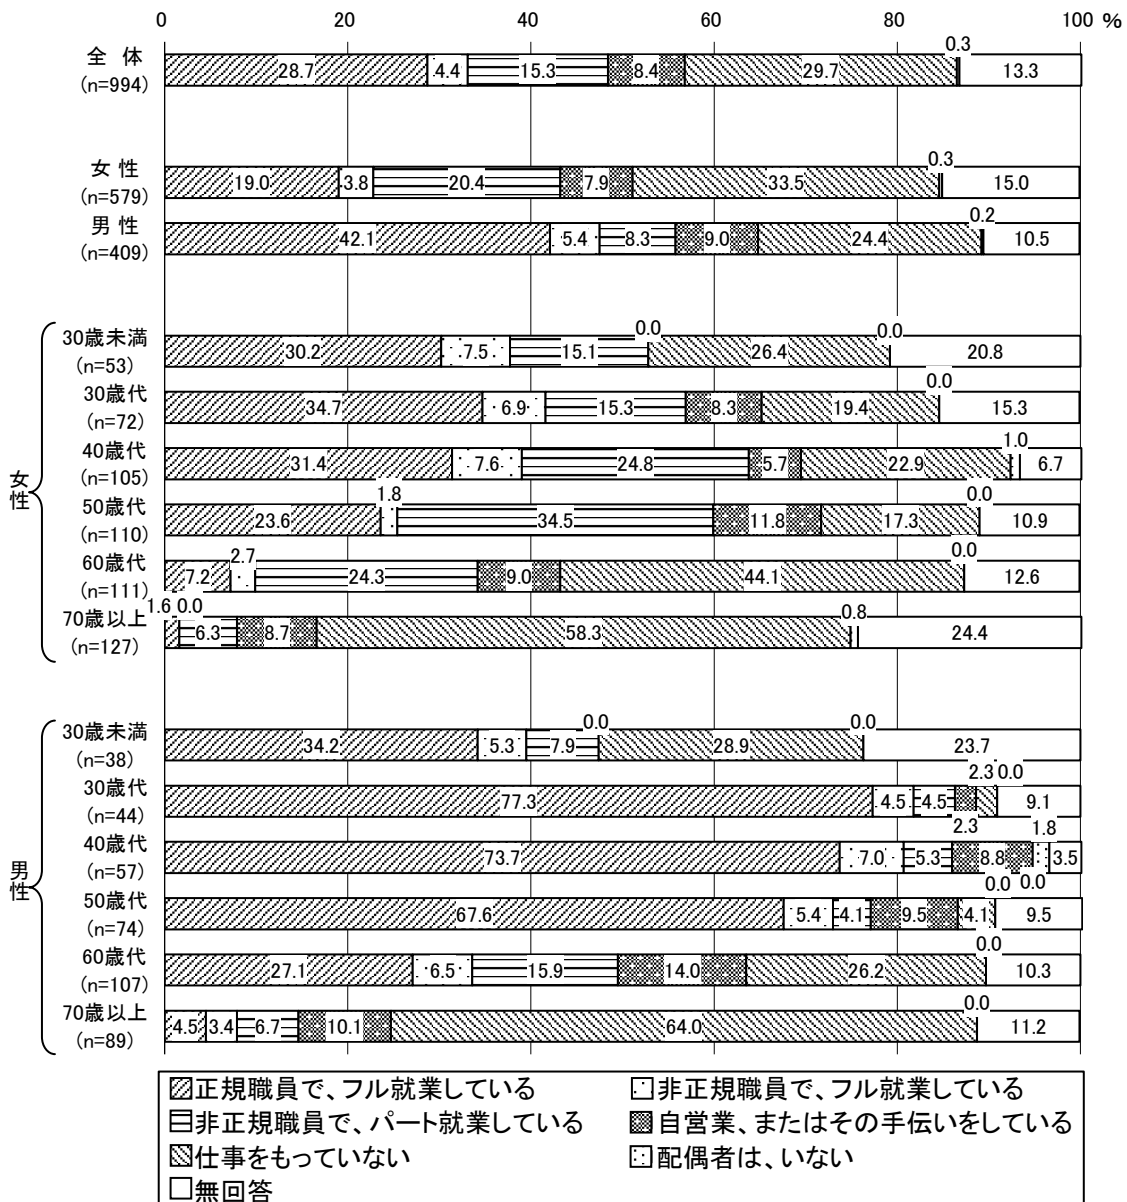 0 20 40 60 80 100 %
全 体
(n=994)
28.7 4.4 15.3 8.4 29.7 0.3 13.3
女 性
(n=579)
19.0 3.8 20.4 7.9 33.5 0.3 15.0
男 性
(n=409)
42.1 5.4 8.3 9.0 24.4 0.2 10.5
女性
30歳未満
(n=53)
30.2 7.5 15.1 0.0 26.4 0.0 20.8
30歳代
(n=72)
34.7 6.9 15.3 8.3 19.4 0.0 15.3
40歳代
(n=105)
31.4 7.6 24.8 5.7 22.9 1.0 6.7
50歳代
(n=110)
23.6 1.8 34.5 11.8 17.3 0.0 10.9
60歳代
(n=111)
7.2 2.7 24.3 9.0 44.1 0.0 12.6
70歳以上
(n=127)
1.6 0.0 6.3 8.7 58.3 0.8 24.4
男性
30歳未満
(n=38)
34.2 5.3 7.9 0.0 28.9 0.0 23.7
30歳代
(n=44)
77.3 4.5 4.5 2.3 2.3 0.0 9.1
40歳代
(n=57)
73.7 7.0 5.3 8.8 0.0 1.8 3.5
50歳代
(n=74)
67.6 5.4 4.1 9.5 4.1 0.0 9.5
60歳代
(n=107)
27.1 6.5 15.9 14.0 26.2 0.0 10.3
70歳以上
(n=89)
4.5 3.4 6.7 10.1 64.0 0.0 11.2
正規職員で、フル就業している 非正規職員で、フル就業している
非正規職員で、パート就業している 自営業、またはその手伝いをしている
仕事をもっていない 配偶者は、いない
無回答